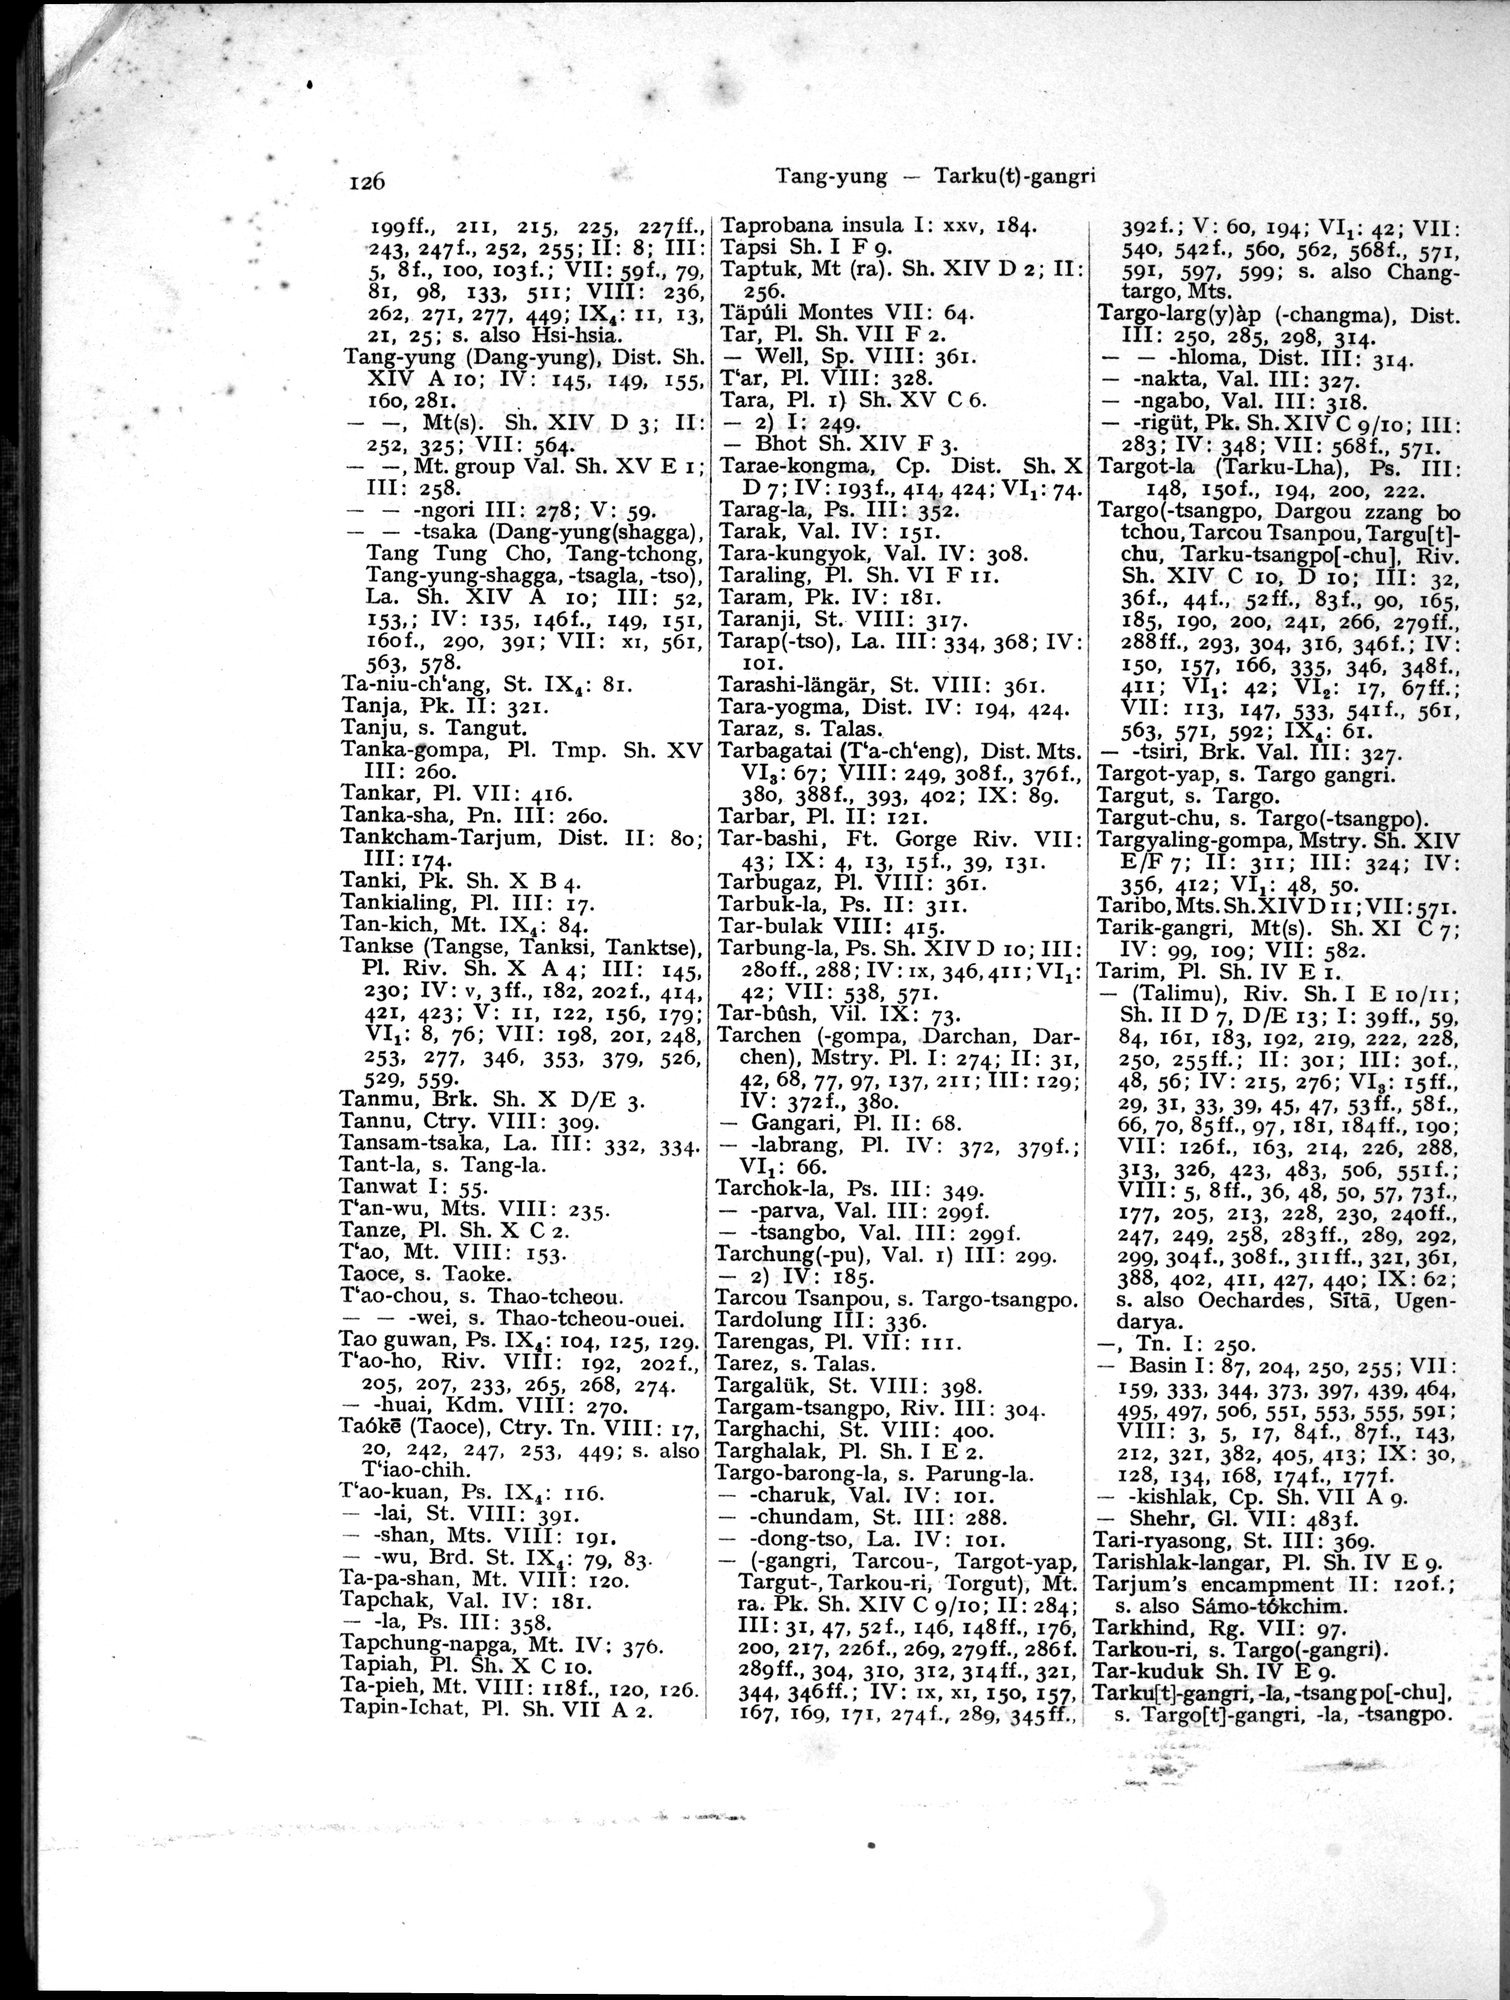 126
Tang-yung — Tarku(t)-gangri
199ff., 211, 215, 225, 227ff.,
243, 247f., 252, 255; II: 8; III:
5, 8f., 100, 103f.; VII: 59f., 79,
81, 98, 133, 511; VIII: 236,
262, 271, 277, 449; IX₄: 11, 13,
21, 25; s. also Hsi-hsia.
Tang-yung (Dang-yung), Dist. Sh.
XIV A 10; IV: 145, 149, 155,
160, 281.
— —, Mt(s). Sh. XIV D 3; II:
252, 325; VII: 564.
— —, Mt. group Val. Sh. XV E 1;
III: 258.
— — -ngori III: 278; V: 59.
— — -tsaka (Dang-yung(shagga),
Tang Tung Cho, Tang-tchong,
Tang-yung-shagga, -tsagla, -tso),
La. Sh. XIV A 10; III: 52,
153,; IV: 135, 146f., 149, 151,
160f., 290, 391; VII: XI, 561,
563, 578.
Ta-niu-ch‘ang, St. IX₄: 81.
Tanja, Pk. II: 321.
Tanju, s. Tangut.
Tanka-gompa, Pl. Tmp. Sh. XV
III: 260.
Tankar, Pl. VII: 416.
Tanka-sha, Pn. III: 260.
Tankcham-Tarjum, Dist. II: 80;
III: 174.
Tanki, Pk. Sh. X B 4.
Tankialing, Pl. III: 17.
Tan-kich, Mt. IX₄: 84.
Tankse (Tangse, Tanksi, Tanktse),
Pl. Riv. Sh. X A 4; III: 145,
230; IV: V, 3ff., 182, 202f., 414,
421, 423; V: 11, 122, 156, 179;
VI₁: 8, 76; VII: 198, 201, 248,
253, 277, 346, 353, 379, 526,
529, 559.
Tanmu, Brk. Sh. X D/E 3.
Tannu, Ctry. VIII: 309.
Tansam-tsaka, La. III: 332, 334.
Tant-la, s. Tang-la.
Tanwat I: 55.
T‘an-wu, Mts. VIII: 235.
Tanze, Pl. Sh. X C 2.
T‘ao, Mt. VIII: 153.
Taoce, s. Taoke.
T‘ao-chou, s. Thao-tcheou.
— — -wei, s. Thao-tcheou-ouei.
Tao guwan, Ps. IX₄: 104, 125, 129.
T‘ao-ho, Riv. VIII: 192, 202f.,
205, 207, 233, 265, 268, 274.
— -huai, Kdm. VIII: 270.
Taókē (Taoce), Ctry. Tn. VIII: 17,
20, 242, 247, 253, 449; s. also
T‘iao-chih.
T‘ao-kuan, Ps. IX₄: 116.
— -lai, St. VIII: 391.
— -shan, Mts. VIII: 191.
— -wu, Brd. St. IX₄: 79, 83.
Ta-pa-shan, Mt. VIII: 120.
Tapchak, Val. IV: 181.
— -la, Ps. III: 358.
Tapchung-napga, Mt. IV: 376.
Tapiah, Pl. Sh. X C 10.
Ta-pieh, Mt. VIII: 118f., 120, 126.
Tapin-Ichat, Pl. Sh. VII A 2.
Taprobana insula I: XXV, 184.
Tapsi Sh. I F 9.
Taptuk, Mt (ra). Sh. XIV D 2; II:
256.
Täpúli Montes VII: 64.
Tar, Pl. Sh. VII F 2.
— Well, Sp. VIII: 361.
T‘ar, Pl. VIII: 328.
Tara, Pl. 1) Sh. XV C 6.
— 2) I: 249.
— Bhot Sh. XIV F 3.
Tarae-kongma, Cp. Dist. Sh. X
D 7; IV: 193f., 414, 424; VI₁: 74.
Tarag-la, Ps. III: 352.
Tarak, Val. IV: 151.
Tara-kungyok, Val. IV: 308.
Taraling, Pl. Sh. VI F 11.
Taram, Pk. IV: 181.
Taranji, St. VIII: 317.
Tarap(-tso), La. III: 334, 368; IV:
101.
Tarashi-längär, St. VIII: 361.
Tara-yogma, Dist. IV: 194, 424.
Taraz, s. Talas.
Tarbagatai (T‘a-ch‘eng), Dist. Mts.
VI₃: 67; VIII: 249, 308f., 376f.,
380, 388f., 393, 402; IX: 89.
Tarbar, Pl. II: 121.
Tar-bashi, Ft. Gorge Riv. VII:
43; IX: 4, 13, 15f., 39, 131.
Tarbugaz, Pl. VIII: 361.
Tarbuk-la, Ps. II: 311.
Tar-bulak VIII: 415.
Tarbung-la, Ps. Sh. XIV D 10; III:
280ff., 288; IV: IX, 346, 411; VI₁:
42; VII: 538, 571.
Tar-bûsh, Vil. IX: 73.
Tarchen (-gompa, Darchan, Dar-
chen), Mstry. Pl. I: 274; II: 31,
42, 68, 77, 97, 137, 211; III: 129;
IV: 372f., 380.
— Gangari, Pl. II: 68.
— -labrang, Pl. IV: 372, 379f.;
VI₁: 66.
Tarchok-la, Ps. III: 349.
— -parva, Val. III: 299f.
— -tsangbo, Val. III: 299f.
Tarchung(-pu), Val. 1) III: 299.
— 2) IV: 185.
Tarcou Tsanpou, s. Targo-tsangpo.
Tardolung III: 336.
Tarengas, Pl. VII: 111.
Tarez, s. Talas.
Targalük, St. VIII: 398.
Targam-tsangpo, Riv. III: 304.
Targhachi, St. VIII: 400.
Targhalak, Pl. Sh. I E 2.
Targo-barong-la, s. Parung-la.
— -charuk, Val. IV: 101.
— -chundam, St. III: 288.
— -dong-tso, La. IV: 101.
— (-gangri, Tarcou-, Targot-yap,
Targut-, Tarkou-ri, Torgut), Mt.
ra. Pk. Sh. XIV C 9/10; II: 284;
III: 31, 47, 52f., 146, 148ff., 176,
200, 217, 226f., 269, 279ff., 286f.
289ff., 304, 310, 312, 314ff., 321,
344, 346ff.; IV: IX, XI, 150, 157,
167, 169, 171, 274f., 289, 345ff.,
392f.; V: 60, 194; VI₁: 42; VII:
540, 542f., 560, 562, 568f., 571,
591, 597, 599; s. also Chang-
targo, Mts.
Targo-larg(y)àp (-changma), Dist.
III: 250, 285, 298, 314.
— — -hloma, Dist. III: 314.
— -nakta, Val. III: 327.
— -ngabo, Val. III: 318.
— -rigüt, Pk. Sh. XIV C 9/10; III:
283; IV: 348; VII: 568f., 571.
Targot-la (Tarku-Lha), Ps. III:
148, 150f., 194, 200, 222.
Targo(-tsangpo, Dargou zzang bo
tchou, Tarcou Tsanpou, Targu[t]-
chu, Tarku-tsangpo[-chu], Riv.
Sh. XIV C 10, D 10; III: 32,
36f., 44f., 52ff., 83f., 90, 165,
185, 190, 200, 241, 266, 279ff.,
288ff., 293, 304, 316, 346f.; IV:
150, 157, 166, 335, 346, 348f.,
411; VI₁: 42; VI₂: 17, 67ff.;
VII: 113, 147, 533, 541f., 561,
563, 571, 592; IX₄: 61.
— -tsiri, Brk. Val. III: 327.
Targot-yap, s. Targo gangri.
Targut, s. Targo.
Targut-chu, s. Targo(-tsangpo).
Targyaling-gompa, Mstry. Sh. XIV
E/F 7; II: 311; III: 324; IV:
356, 412; VI₁: 48, 50.
Taribo, Mts. Sh. XIV D 11; VII: 571.
Tarik-gangri, Mt(s). Sh. XI C 7;
IV: 99, 109; VII: 582.
Tarim, Pl. Sh. IV E 1.
— (Talimu), Riv. Sh. I E 10/11;
Sh. II D 7, D/E 13; I: 39ff., 59,
84, 161, 183, 192, 219, 222, 228,
250, 255ff.; II: 301; III: 30f.,
48, 56; IV: 215, 276; VI₃: 15ff.,
29, 31, 33, 39, 45, 47, 53ff., 58f.,
66, 70, 85ff., 97, 181, 184ff., 190;
VII: 126f., 163, 214, 226, 288,
313, 326, 423, 483, 506, 551f.;
VIII: 5, 8ff., 36, 48, 50, 57, 73f.,
177, 205, 213, 228, 230, 240ff.,
247, 249, 258, 283ff., 289, 292,
299, 304f., 308f., 311ff., 321, 361,
388, 402, 411, 427, 440; IX: 62;
s. also Oechardes, Sītā, Ugen-
darya.
—, Tn. I: 250.
— Basin I: 87, 204, 250, 255; VII:
159, 333, 344, 373, 397, 439, 464,
495, 497, 506, 551, 553, 555, 591;
VIII: 3, 5, 17, 84f., 87f., 143,
212, 321, 382, 405, 413; IX: 30,
128, 134, 168, 174f., 177f.
— -kishlak, Cp. Sh. VII A 9.
— Shehr, Gl. VII: 483f.
Tari-ryasong, St. III: 369.
Tarishlak-langar, Pl. Sh. IV E 9.
Tarjum's encampment II: 120f.;
s. also Sámo-tókchim.
Tarkhind, Rg. VII: 97.
Tarkou-ri, s. Targo(-gangri).
Tar-kuduk Sh. IV E 9.
Tarku[t]-gangri, -la, -tsangpo[-chu],
s. Targo[t]-gangri, -la, -tsangpo.